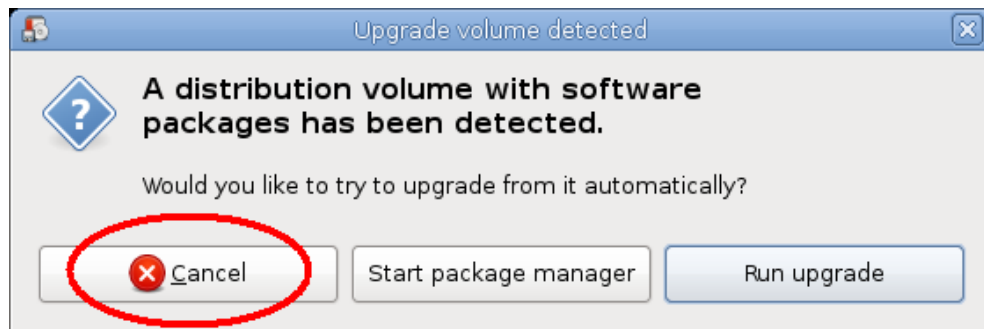 Upgrade volume detected
A distribution volume with software
packages has been detected.
Would you like to try to upgrade from it automatically?
Cancel Start package manager Run upgrade